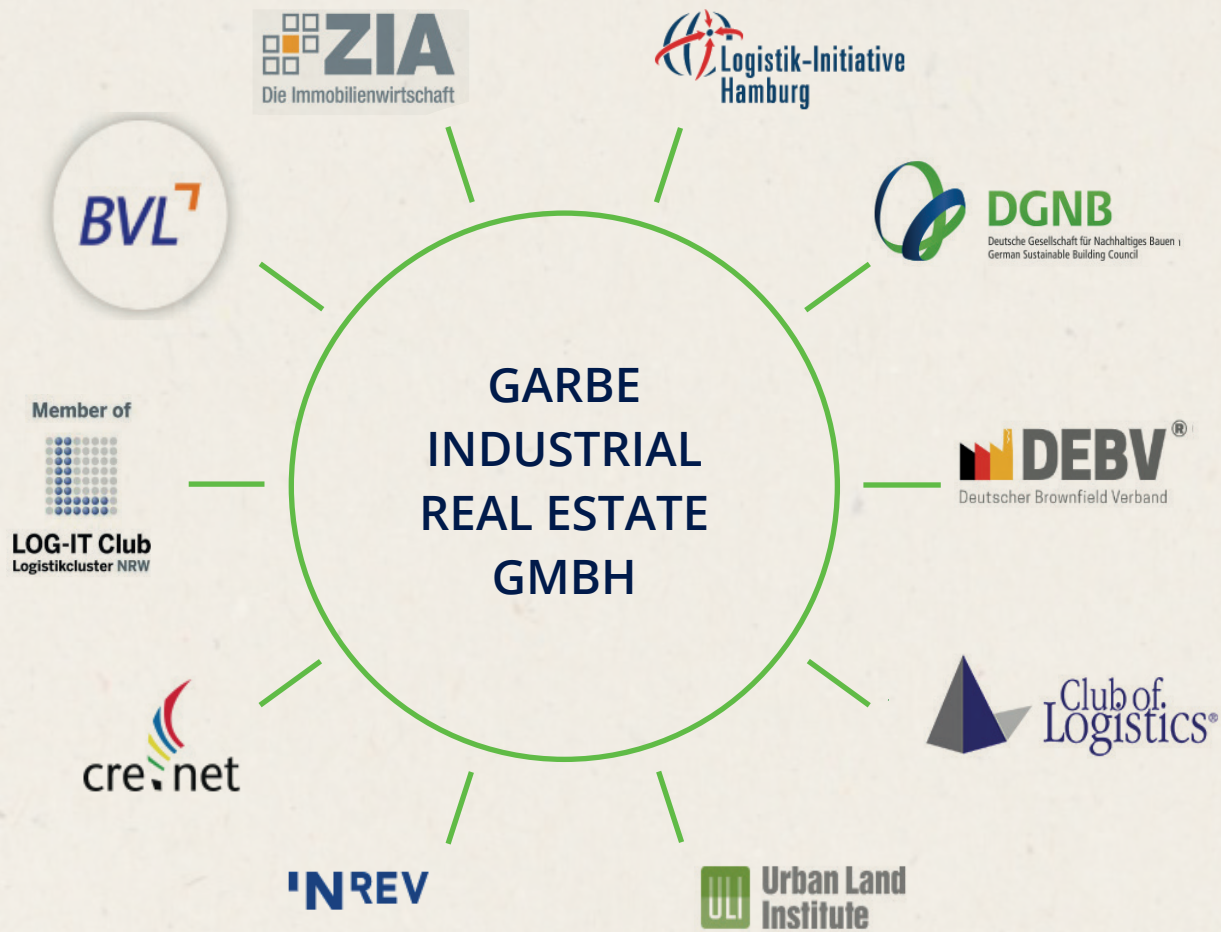 ZIA
Die Immobilienwirtschaft
Logistik-Initiative
Hamburg
BVL
DGNB
Deutsche Gesellschaft für Nachhaltiges Bauen
German Sustainable Building Council
GARBE
INDUSTRIAL
REAL ESTATE
GMBH
Member of
L
LOG-IT Club
Logistikcluster NRW
DEBV®
Deutscher Brownfield Verband
cre net
Club of
Logistics®
INREV
ULI
Urban Land
Institute